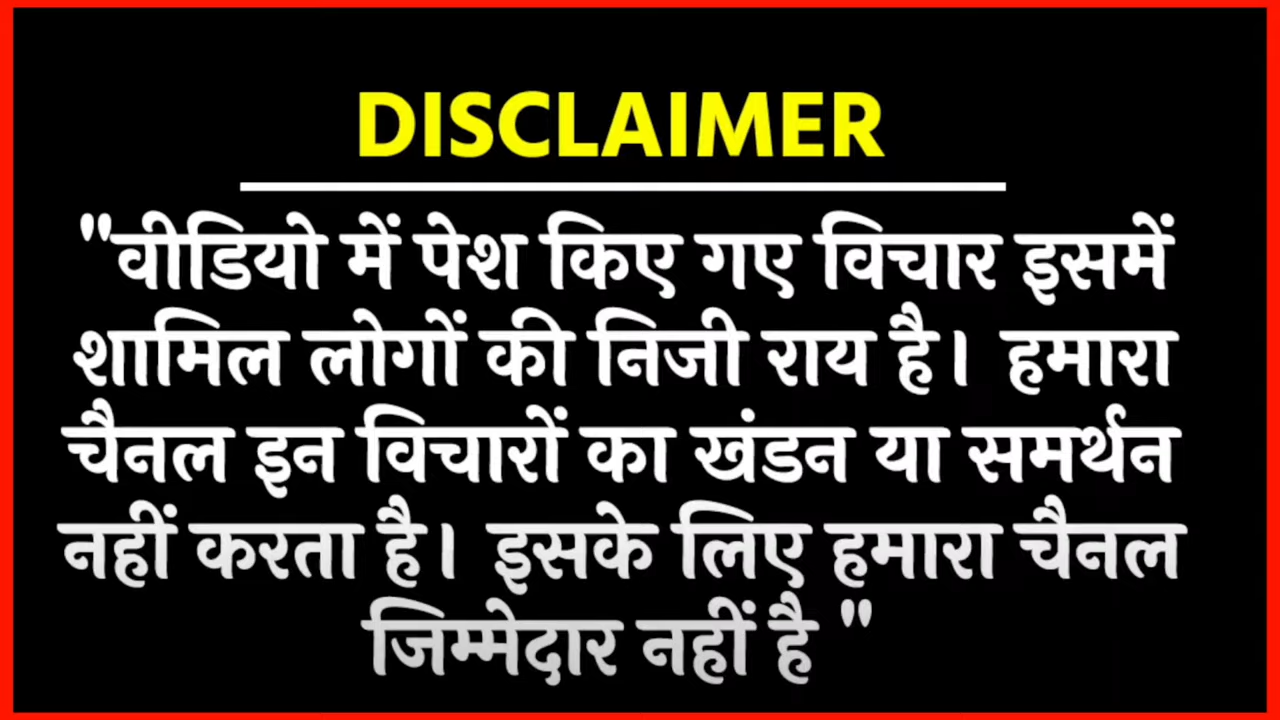 DISCLAIMER
"वीडियो में पेश किए गए विचार इसमें
शामिल लोगों की निजी राय है। हमारा
चैनल इन विचारों का खंडन या समर्थन
नहीं करता है। इसके लिए हमारा चैनल
जिम्मेदार नहीं है "